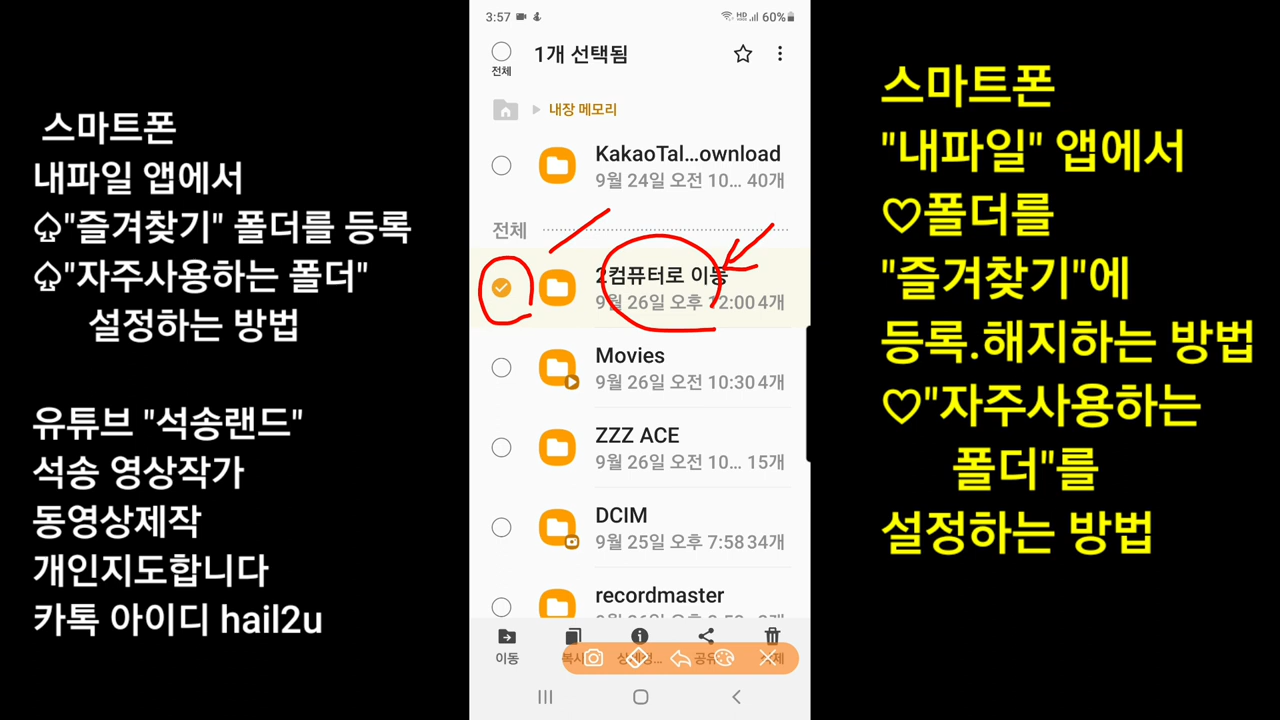 스마트폰
내파일 앱에서
♤"즐겨찾기" 폴더를 등록
♤"자주사용하는 폴더"
설정하는 방법
유튜브 "석송랜드"
석송 영상작가
동영상제작
개인지도합니다
카톡 아이디 hail2u
3:57
60%
1개 선택됨
전체
내장 메모리
KakaoTal…ownload
9월 24일 오전 10… 40개
전체
2컴퓨터로 이동
9월 26일 오후 12:00 4개
Movies
9월 26일 오전 10:30 4개
ZZZ ACE
9월 26일 오전 10… 15개
DCIM
9월 25일 오후 7:58 34개
recordmaster
이동
스마트폰
"내파일" 앱에서
♡폴더를
"즐겨찾기"에
등록.해지하는 방법
♡"자주사용하는
폴더"를
설정하는 방법